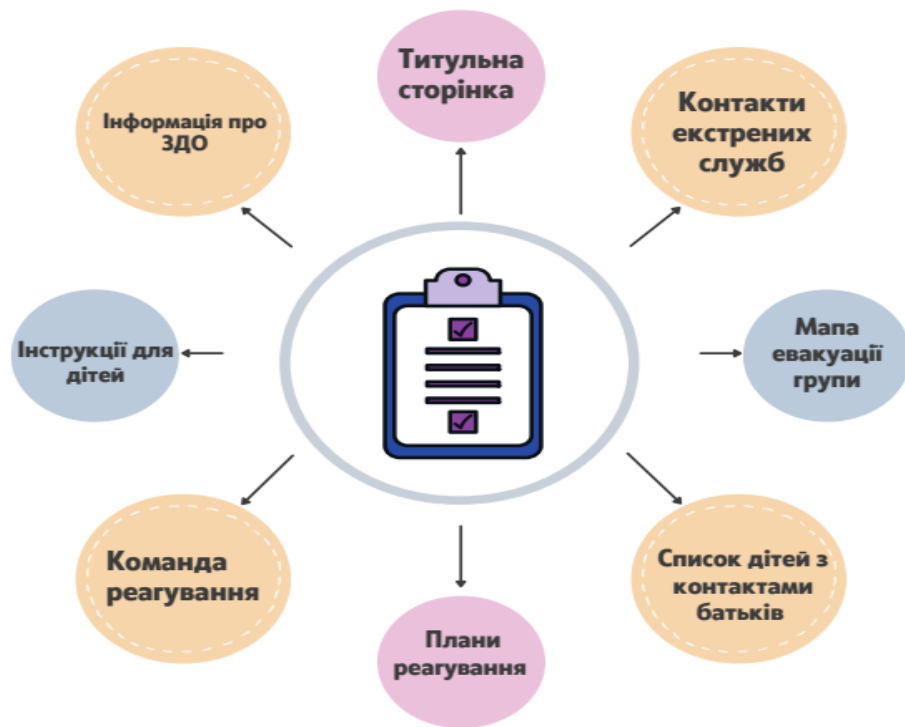 Титульна
сторінка
Контакти
екстрених
служб
Інформація про
ЗДО
Мапа
евакуації
групи
Інструкції для
дітей
Список дітей з
контактами
батьків
Команда
реагування
Плани
реагування